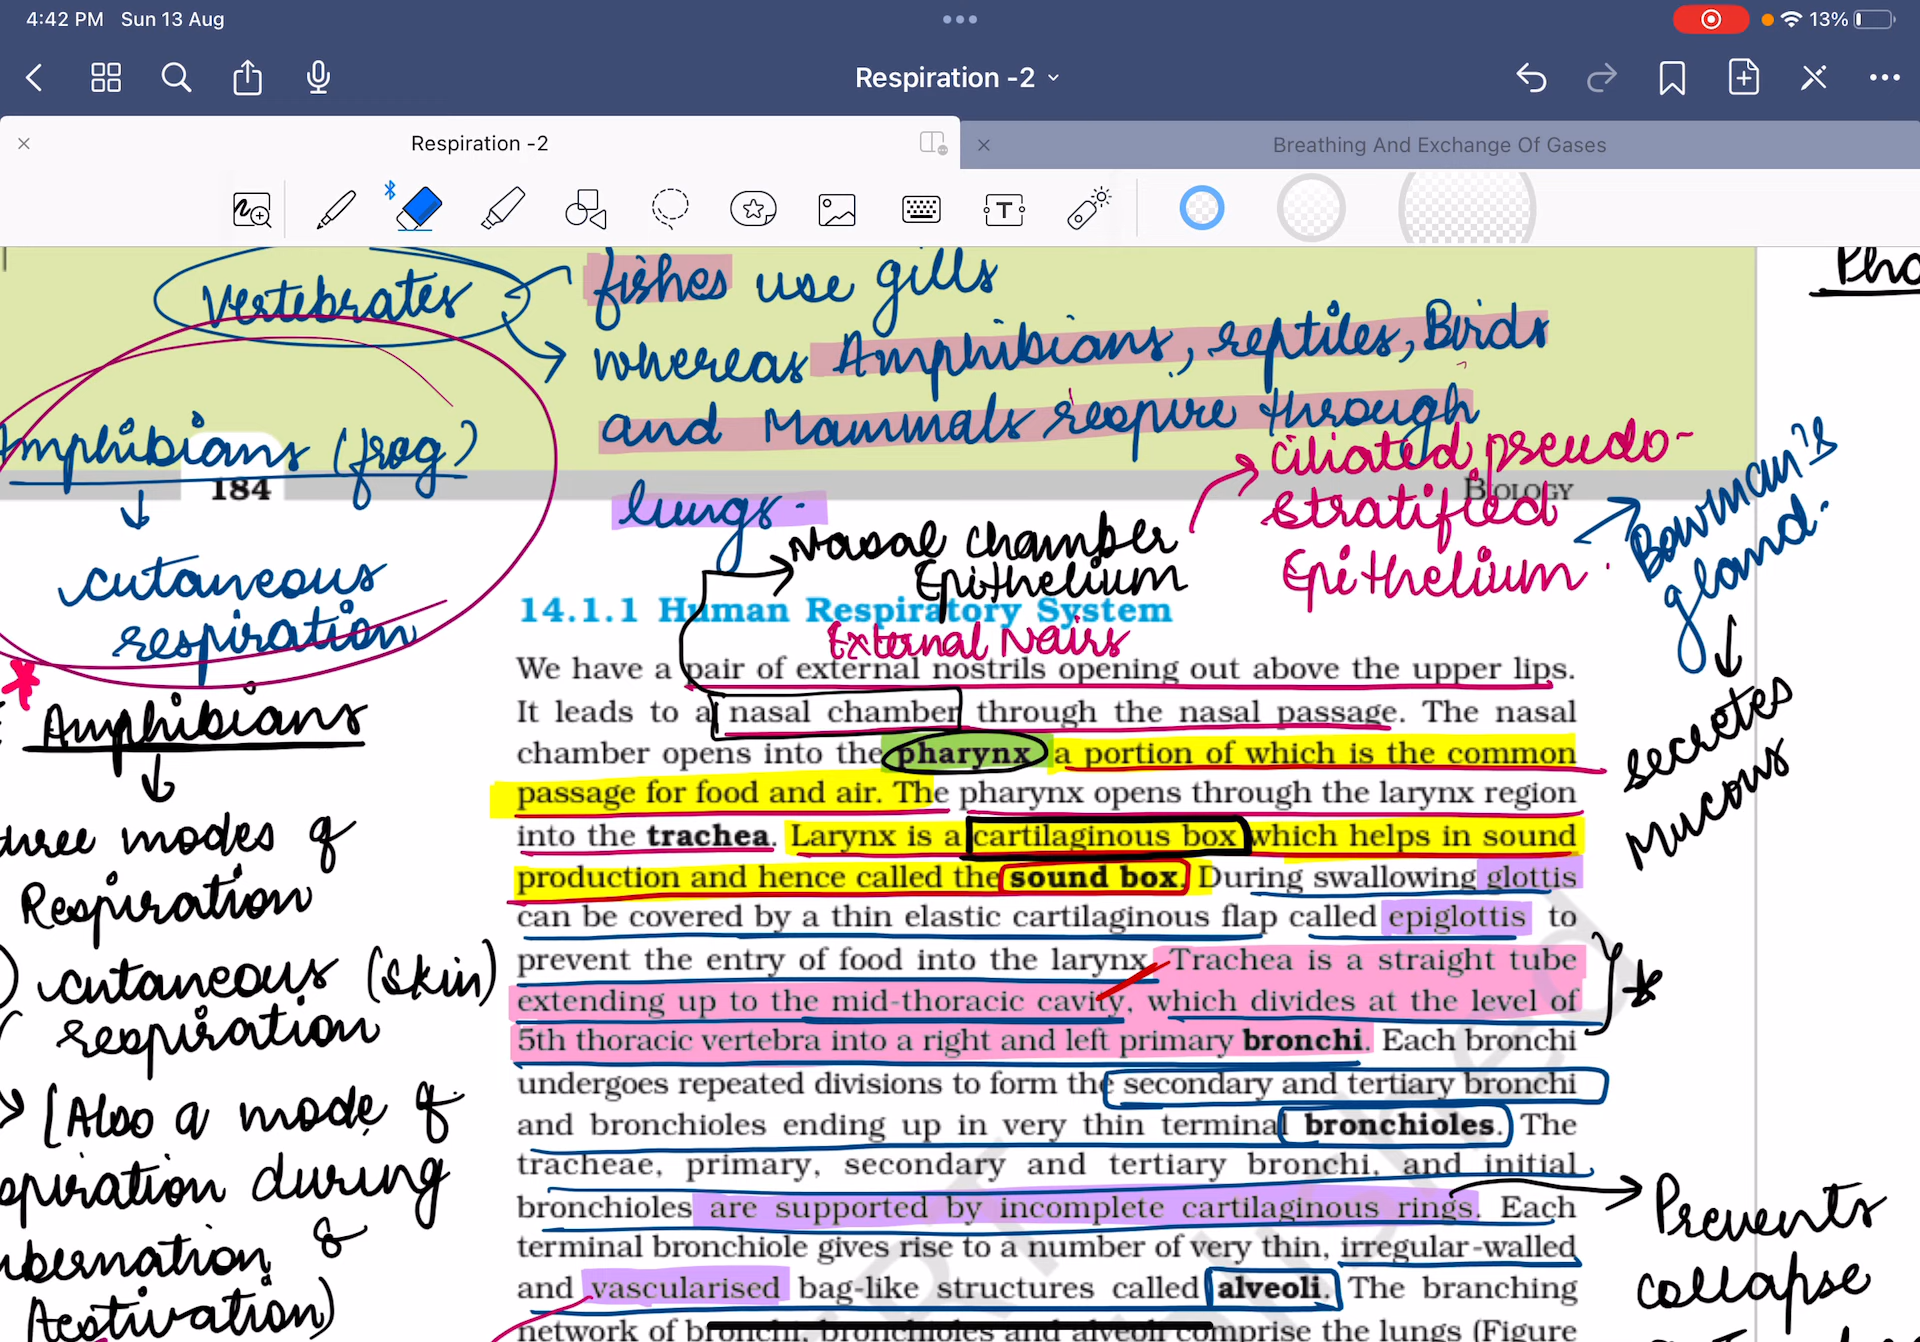 4:42 PM Sun 13 Aug
13%
Respiration -2
Respiration -2
Breathing And Exchange Of Gases
Vertebrates
fishes use gills
whereas Amphibians, reptiles, Birds
and Mammals respire through
lungs.
Amphibians (frog)
184
cutaneous
respiration
BIOLOGY
Nasal Chamber
Epithelium
ciliated pseudo-
stratified
Epithelium.
Bowman's
gland.
secretes
Mucous
14.1.1 Human Respiratory System
External Nairs
We have a pair of external nostrils opening out above the upper lips.
It leads to a nasal chamber through the nasal passage. The nasal
chamber opens into the pharynx a portion of which is the common
passage for food and air. The pharynx opens through the larynx region
into the trachea. Larynx is a cartilaginous box which helps in sound
production and hence called the sound box. During swallowing glottis
can be covered by a thin elastic cartilaginous flap called epiglottis to
prevent the entry of food into the larynx. Trachea is a straight tube
extending up to the mid-thoracic cavity, which divides at the level of
5th thoracic vertebra into a right and left primary bronchi. Each bronchi
undergoes repeated divisions to form the secondary and tertiary bronchi
and bronchioles ending up in very thin terminal bronchioles. The
tracheae, primary, secondary and tertiary bronchi, and initial
bronchioles are supported by incomplete cartilaginous rings. Each
terminal bronchiole gives rise to a number of very thin, irregular-walled
and vascularised bag-like structures called alveoli. The branching
network of bronchi, bronchioles and alveoli comprise the lungs (Figure
Amphibians
three modes of
Respiration
cutaneous (skin)
respiration
[Also a mode of
spiration during
ubernation &
Aestivation)
Prevents
collapse